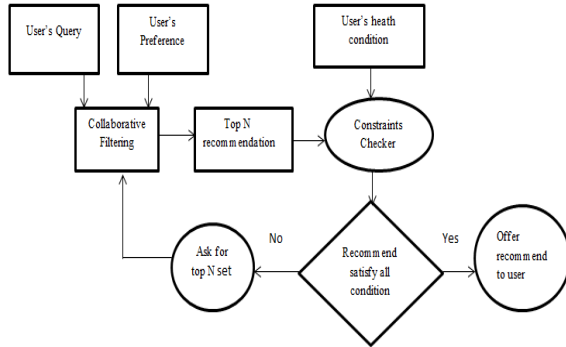 User's Query
User's
Preference
User's heath
condition
Collaborative
Filtering
Top N
recommendation
Constraints
Checker
Ask for
top N set
No
Recommend
satisfy all
condition
Yes
Offer
recommend
to user